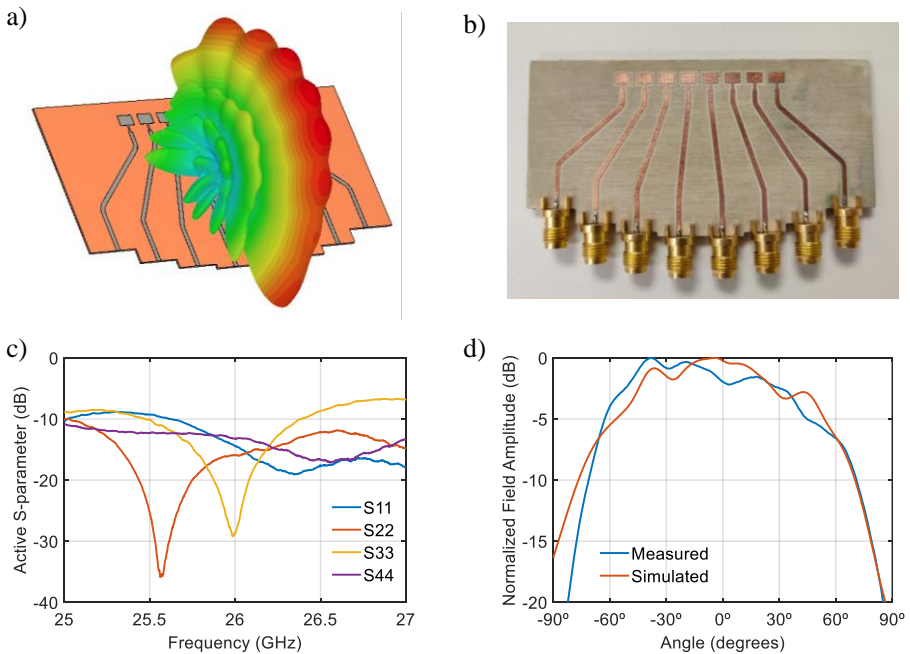 a)
b)
c)
0
-10
-20
-30
-40
Active S-parameter (dB)
S11
S22
S33
S44
25
25.5
26
26.5
27
Frequency (GHz)
d)
0
-5
-10
-15
-20
Normalized Field Amplitude (dB)
Measured
Simulated
-90º
-60º
-30º
0º
30º
60º
90º
Angle (degrees)